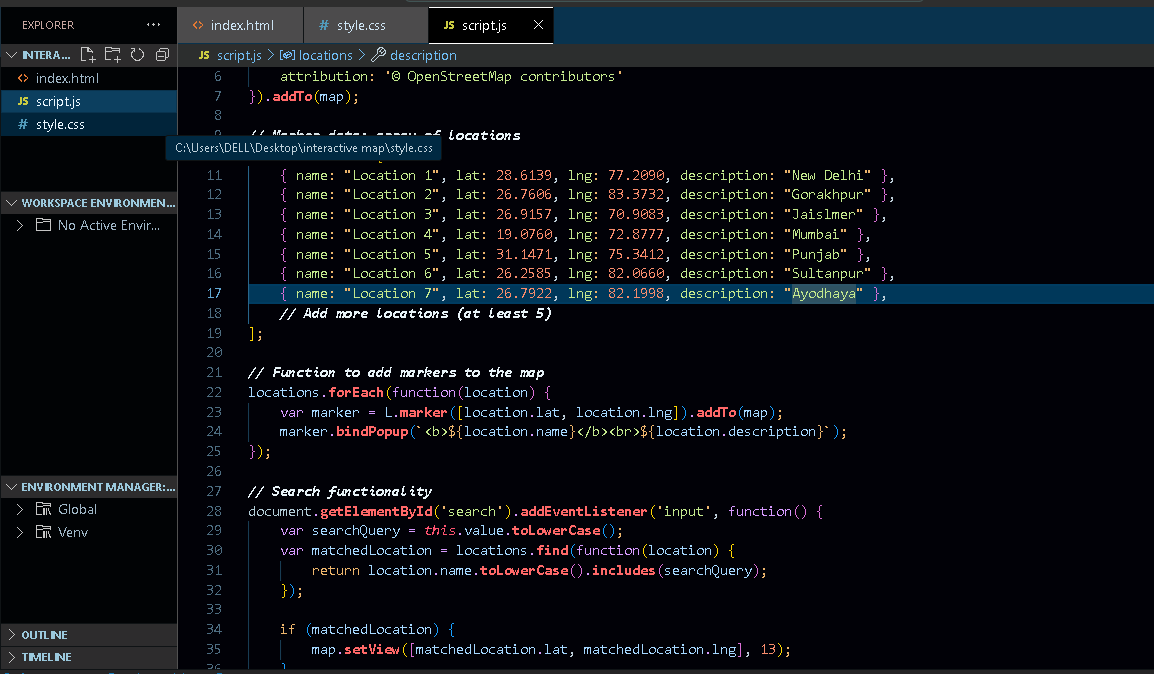 EXPLORER ...
<> index.html
# style.css
JS script.js
INTERA...
JS script.js > locations > description
<> index.html
JS script.js
# style.css
C:\Users\DELL\Desktop\interactive map\style.css
WORKSPACE ENVIRONMEN...
No Active Envir...
ENVIRONMENT MANAGER:...
Global
Venv
OUTLINE
TIMELINE
6 attribution: '© OpenStreetMap contributors'
7 }).addTo(map);
8
9 // Marker data: array of locations
11 { name: "Location 1", lat: 28.6139, lng: 77.2090, description: "New Delhi" },
12 { name: "Location 2", lat: 26.7606, lng: 83.3732, description: "Gorakhpur" },
13 { name: "Location 3", lat: 26.9157, lng: 70.9083, description: "Jaislmer" },
14 { name: "Location 4", lat: 19.0760, lng: 72.8777, description: "Mumbai" },
15 { name: "Location 5", lat: 31.1471, lng: 75.3412, description: "Punjab" },
16 { name: "Location 6", lat: 26.2585, lng: 82.0660, description: "Sultanpur" },
17 { name: "Location 7", lat: 26.7922, lng: 82.1998, description: "Ayodhaya" },
18 // Add more locations (at least 5)
19 ];
20
21 // Function to add markers to the map
22 locations.forEach(function(location) {
23 var marker = L.marker([location.lat, location.lng]).addTo(map);
24 marker.bindPopup(`<b>${location.name}</b><br>${location.description}`);
25 });
26
27 // Search functionality
28 document.getElementById('search').addEventListener('input', function() {
29 var searchQuery = this.value.toLowerCase();
30 var matchedLocation = locations.find(function(location) {
31 return location.name.toLowerCase().includes(searchQuery);
32 });
33
34 if (matchedLocation) {
35 map.setView([matchedLocation.lat, matchedLocation.lng], 13);
36 }